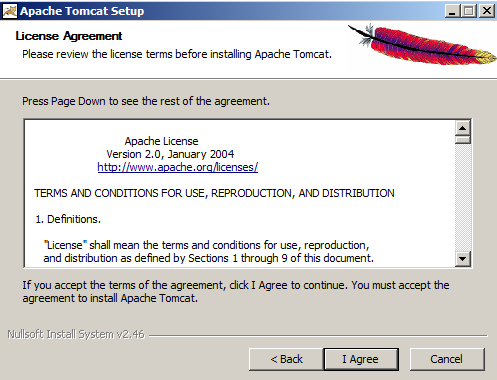 Apache Tomcat Setup
License Agreement
Please review the license terms before installing Apache Tomcat.
Press Page Down to see the rest of the agreement.
Apache License
Version 2.0, January 2004
http://www.apache.org/licenses/
TERMS AND CONDITIONS FOR USE, REPRODUCTION, AND DISTRIBUTION
1. Definitions.
"License" shall mean the terms and conditions for use, reproduction,
and distribution as defined by Sections 1 through 9 of this document.
If you accept the terms of the agreement, click I Agree to continue. You must accept the
agreement to install Apache Tomcat.
Nullsoft Install System v2.46
< Back I Agree Cancel